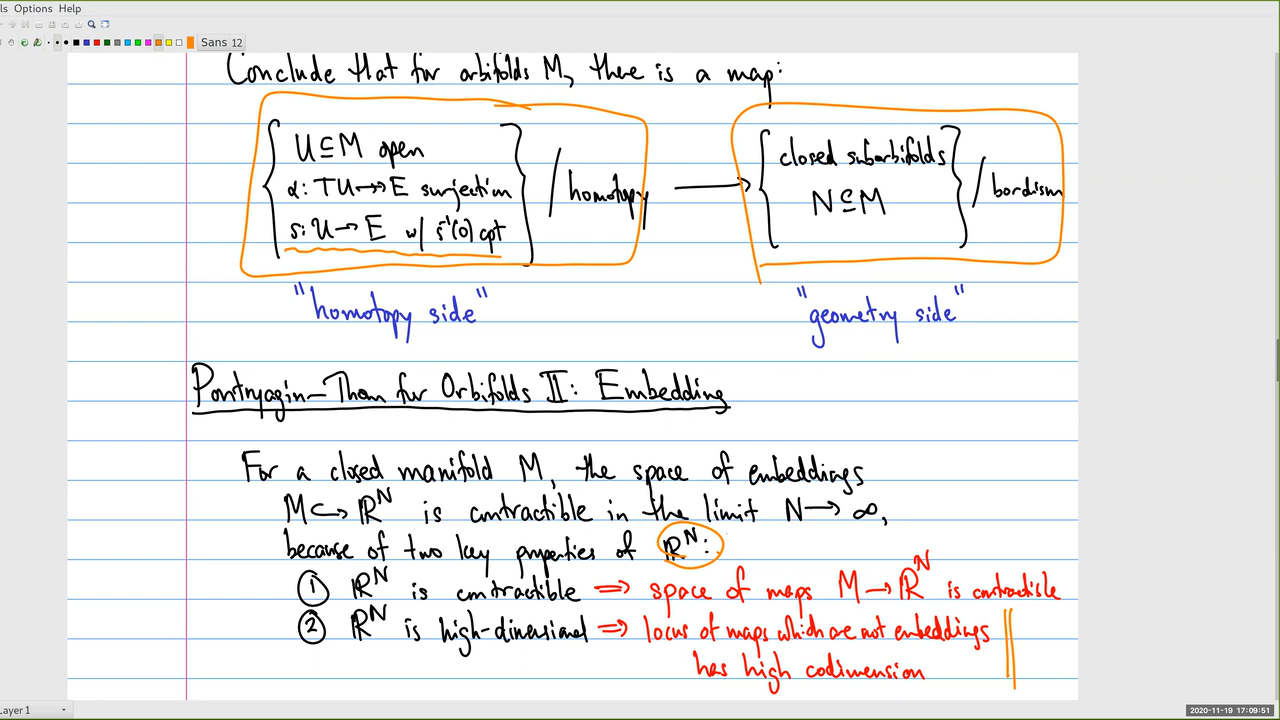 ls Options Help
Sans 12
Conclude that for orbifolds M, there is a map:
{ U⊆M open
α: TU→→E surjection
s: U→E w/ s⁻¹(0) cpt } / homotopy → { closed suborbifolds
N⊆M } / bordism
"homotopy side" "geometry side"
Pontryagin–Thom for Orbifolds II: Embedding
For a closed manifold M, the space of embeddings
M↪ℝᴺ is contractible in the limit N→∞,
because of two key properties of ℝᴺ:
① ℝᴺ is contractible ⇒ space of maps M→ℝᴺ is contractible
② ℝᴺ is high-dimensional ⇒ locus of maps which are not embeddings
has high codimension
Layer 1
2020-11-19 17:09:51